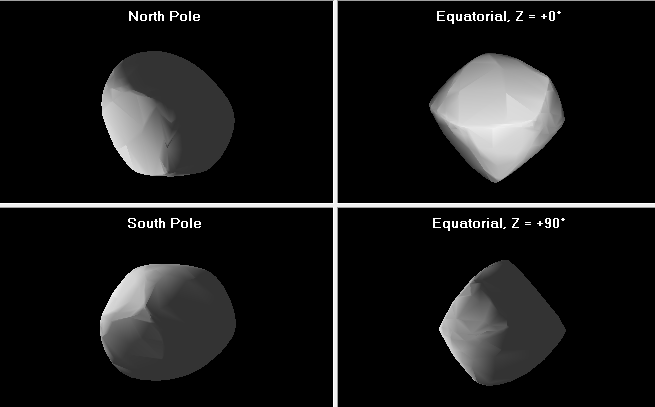 North Pole
Equatorial, Z = +0°
South Pole
Equatorial, Z = +90°